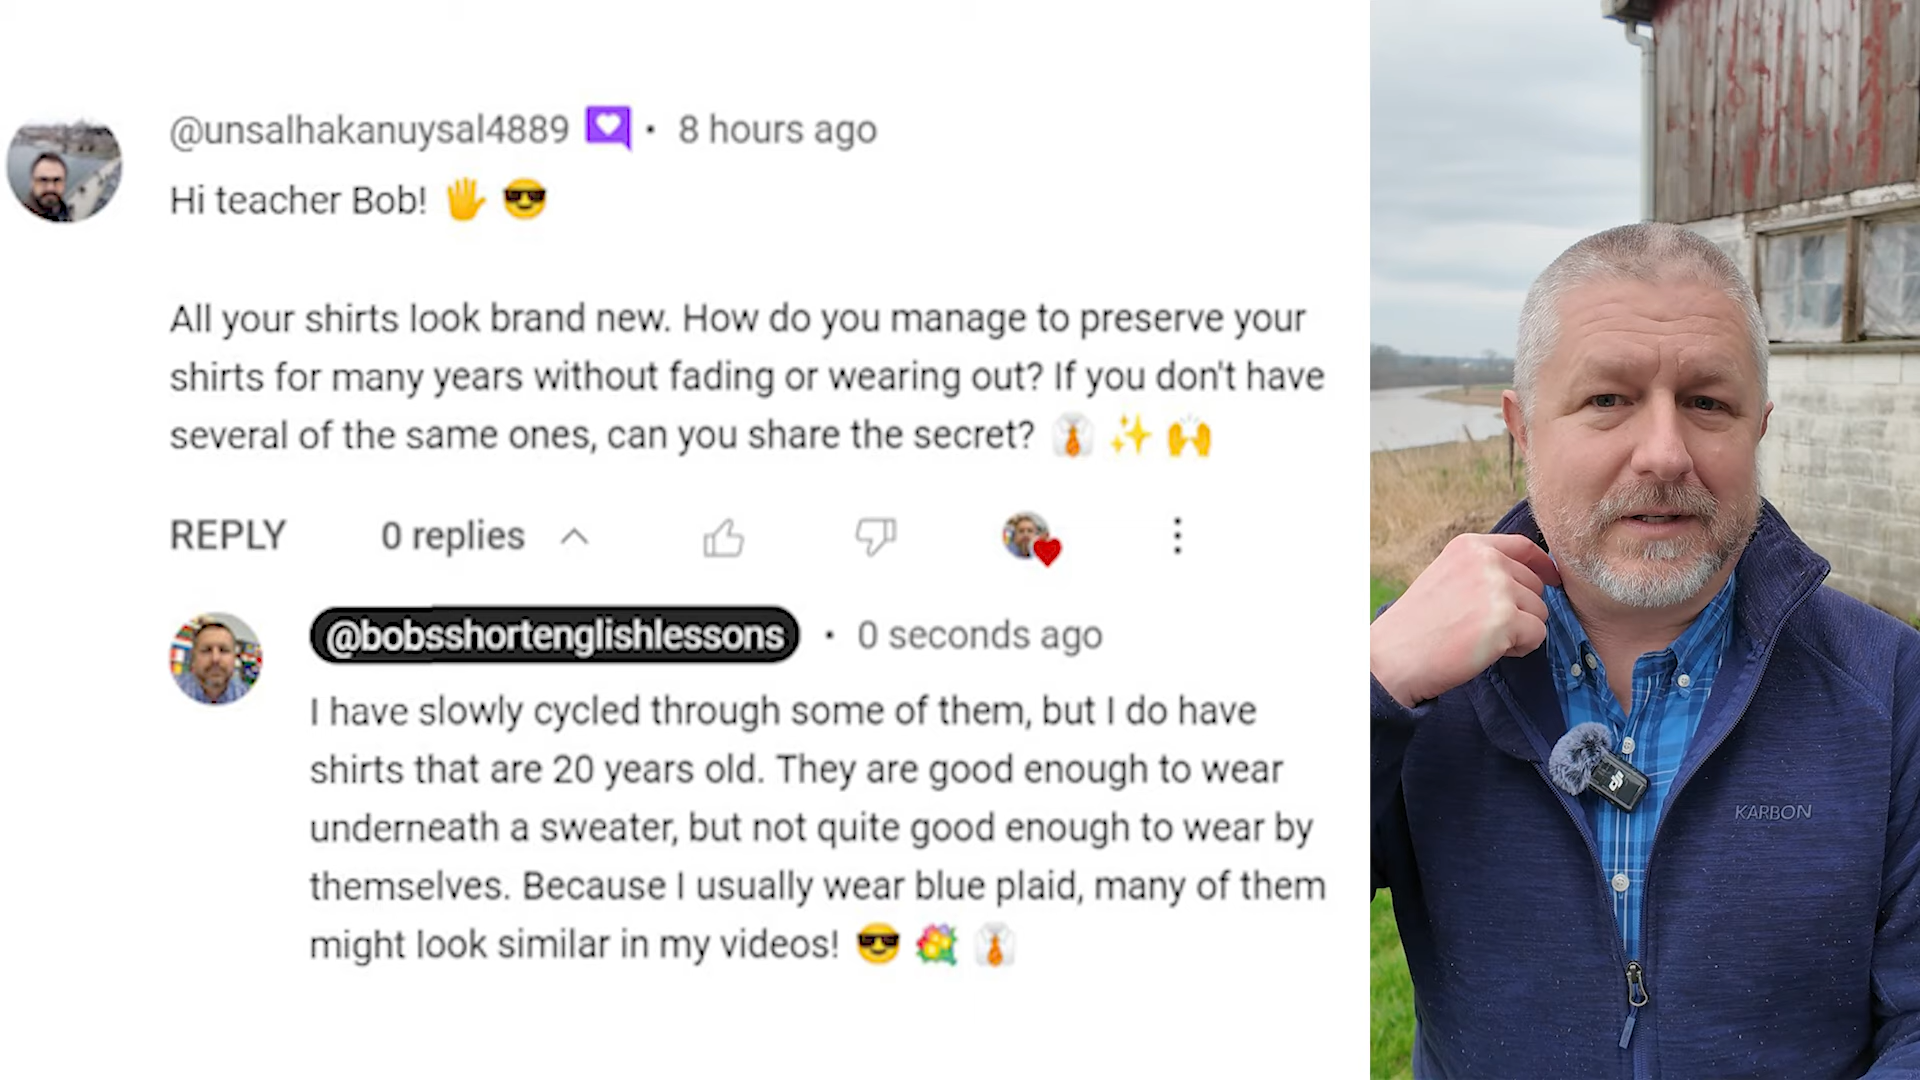 @unsalhakanuysal4889 • 8 hours ago
Hi teacher Bob! 🖐 😎
All your shirts look brand new. How do you manage to preserve your
shirts for many years without fading or wearing out? If you don't have
several of the same ones, can you share the secret? 👔 ✨ 🙌
REPLY 0 replies
@bobsshortenglishlessons • 0 seconds ago
I have slowly cycled through some of them, but I do have
shirts that are 20 years old. They are good enough to wear
underneath a sweater, but not quite good enough to wear by
themselves. Because I usually wear blue plaid, many of them
might look similar in my videos! 😎 💐 👔
dji
KARBON